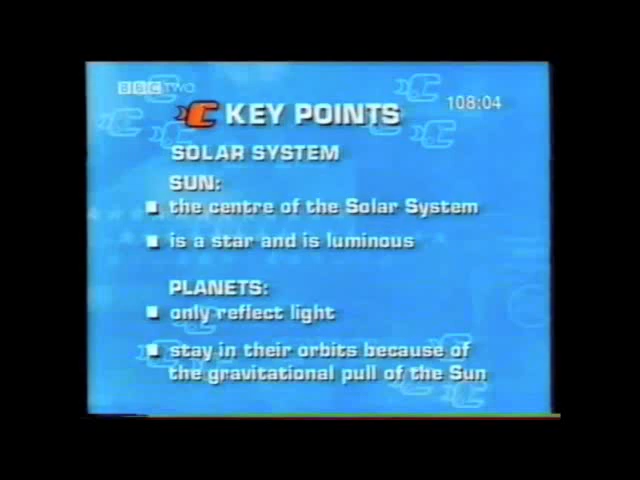 BBC TWO
108:04
KEY POINTS
SOLAR SYSTEM
SUN:
the centre of the Solar System
is a star and is luminous
PLANETS:
only reflect light
stay in their orbits because of
the gravitational pull of the Sun